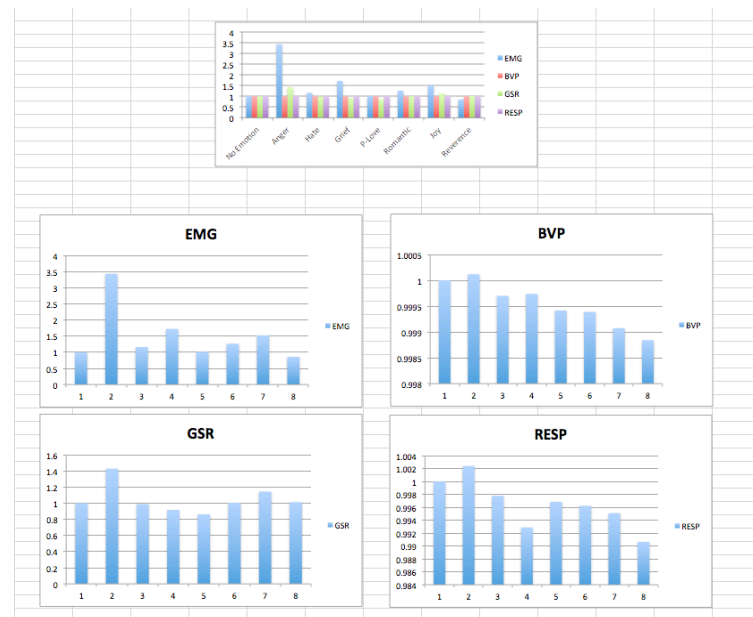 4
3.5
3
2.5
2
1.5
1
0.5
0
EMG
BVP
GSR
RESP
No Emotion
Anger
Hate
Grief
P-Love
Romantic
Joy
Reverence
EMG
4
3.5
3
2.5
2
1.5
1
0.5
0
1 2 3 4 5 6 7 8
EMG
BVP
1.0005
1
0.9995
0.999
0.9985
0.998
1 2 3 4 5 6 7 8
BVP
GSR
1.6
1.4
1.2
1
0.8
0.6
0.4
0.2
0
1 2 3 4 5 6 7 8
GSR
RESP
1.004
1.002
1
0.998
0.996
0.994
0.992
0.99
0.988
0.986
0.984
1 2 3 4 5 6 7 8
RESP